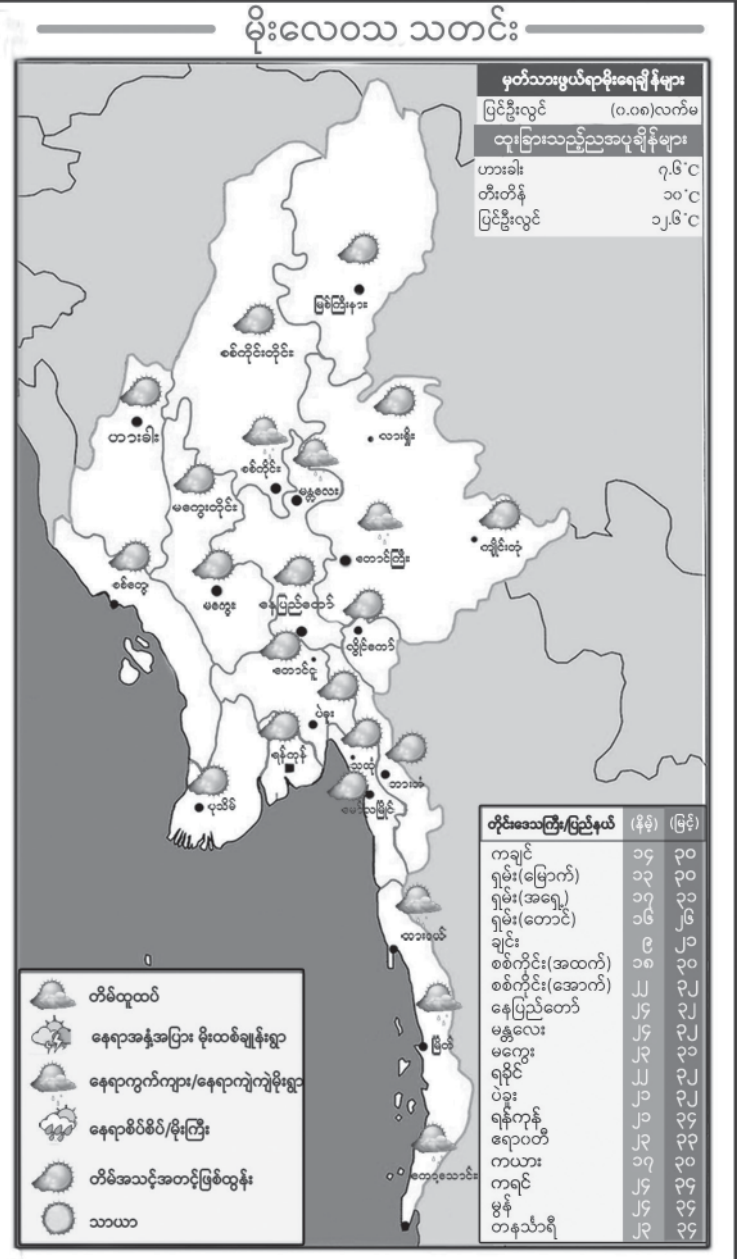 မိုးလေဝသ သတင်း
မှတ်သားဖွယ်ရာမိုးရေချိန်များ
ပြင်ဦးလွင် (၀.၀၈)လက်မ
ထူးခြားသည့်ညအပူချိန်များ
ဟားခါး ၇.၆°C
တီးတိန် ၁၀°C
ပြင်ဦးလွင် ၁၂.၆°C
မြစ်ကြီးနား
စစ်ကိုင်းတိုင်း
ဟားခါး
လားရှိုး
စစ်ကိုင်း
မန္တလေး
မကွေးတိုင်း
ကျိုင်းတုံ
တောင်ကြီး
စစ်တွေ
မကွေး
နေပြည်တော်
လွိုင်ကော်
တောင်ငူ
ပဲခူး
ရန်ကုန်
သထုံ
ဘားအံ
ပုသိမ်
မော်လမြိုင်
ထားဝယ်
မြိတ်
ကော့သောင်း
တိုင်းဒေသကြီး/ပြည်နယ် (နိမ့်) (မြင့်)
ကချင် ၁၄ ၃၀
ရှမ်း(မြောက်) ၁၃ ၃၀
ရှမ်း(အရှေ့) ၁၇ ၃၁
ရှမ်း(တောင်) ၁၆ ၂၆
ချင်း ၉ ၂၁
စစ်ကိုင်း(အထက်) ၁၈ ၃၀
စစ်ကိုင်း(အောက်) ၂၂ ၃၂
နေပြည်တော် ၂၄ ၃၂
မန္တလေး ၂၄ ၃၂
မကွေး ၂၃ ၃၁
ရခိုင် ၂၂ ၃၂
ပဲခူး ၂၁ ၃၂
ရန်ကုန် ၂၁ ၃၄
ဧရာဝတီ ၂၃ ၃၃
ကယား ၁၇ ၃၀
ကရင် ၂၄ ၃၄
မွန် ၂၄ ၃၄
တနင်္သာရီ ၂၃ ၃၄
တိမ်ထူထပ်
နေရာအနှံ့အပြား မိုးထစ်ချုန်းရွာ
နေရာကွက်ကျား/နေရာကျဲကျဲမိုးရွာ
နေရာစိပ်စိပ်/မိုးကြီး
တိမ်အသင့်အတင့်ဖြစ်ထွန်း
သာယာ